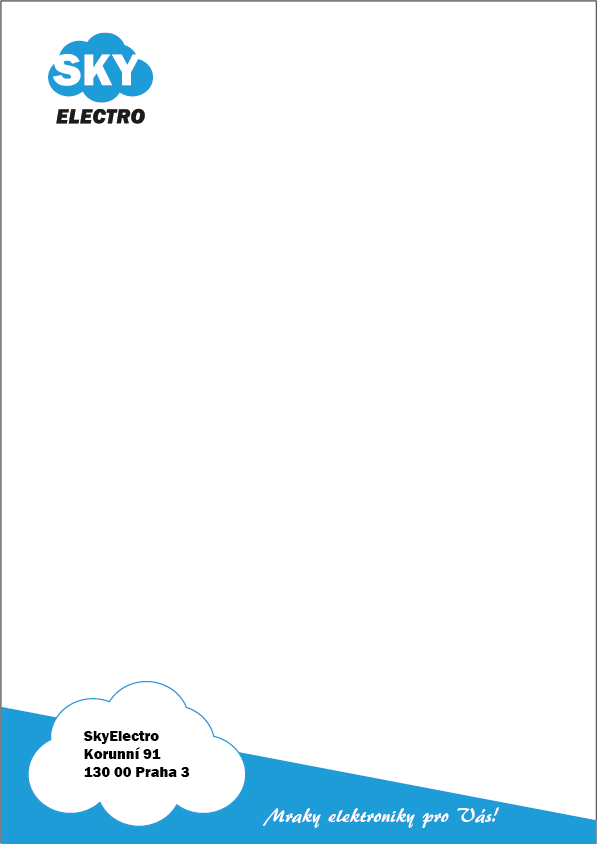 SKY
ELECTRO
SkyElectro
Korunní 91
130 00 Praha 3
Mraky elektroniky pro Vás!